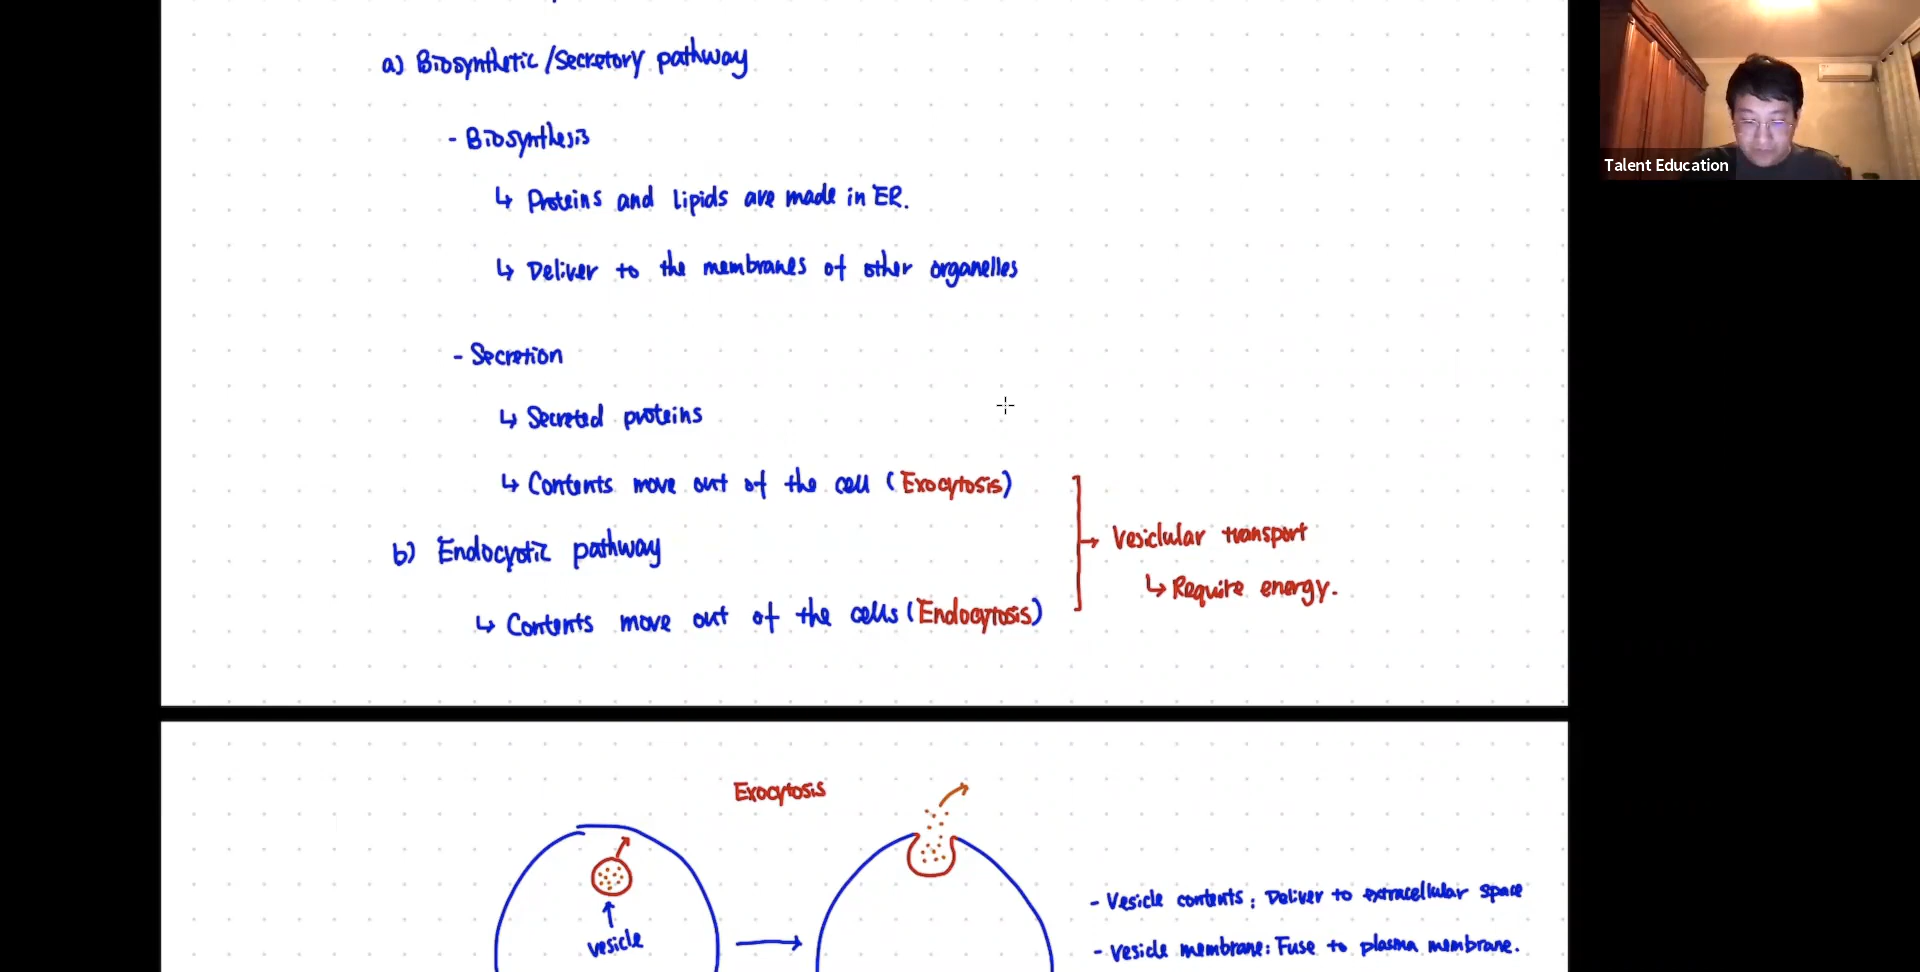 a) Biosynthetic/Secretory pathway
- Biosynthesis
↳ Proteins and lipids are made in ER.
↳ Deliver to the membranes of other organelles
- Secretion
↳ Secreted proteins
↳ Contents move out of the cell (Exocytosis)
b) Endocyotic pathway
↳ Contents move out of the cells (Endocytosis)
Vesiclular transport
↳ Require energy.
Exocytosis
vesicle
- Vesicle contents: Deliver to extracellular space
- Vesicle membrane: Fuse to plasma membrane.
Talent Education